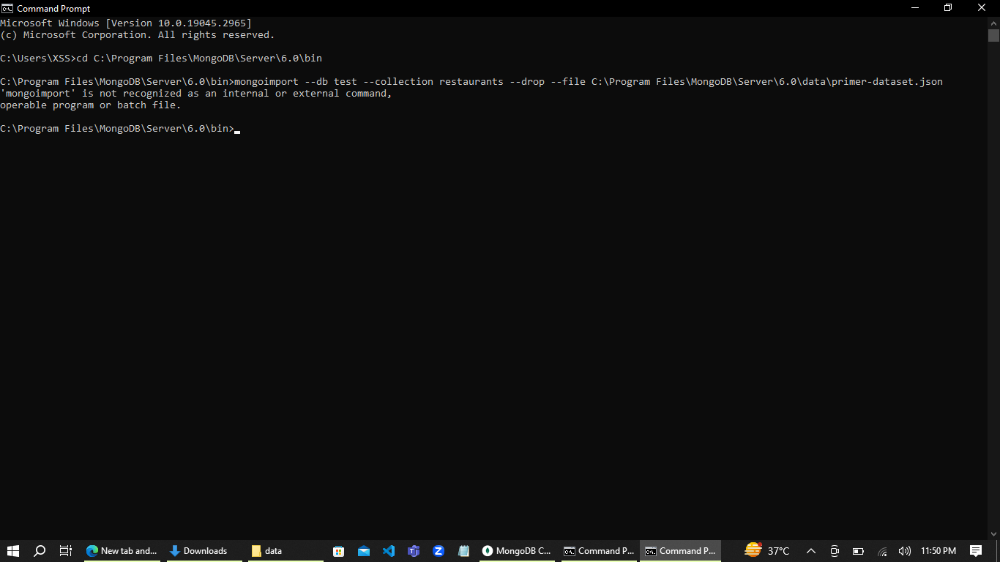 Command Prompt
Microsoft Windows [Version 10.0.19045.2965]
(c) Microsoft Corporation. All rights reserved.
C:\Users\XSS>cd C:\Program Files\MongoDB\Server\6.0\bin
C:\Program Files\MongoDB\Server\6.0\bin>mongoimport --db test --collection restaurants --drop --file C:\Program Files\MongoDB\Server\6.0\data\primer-dataset.json
'mongoimport' is not recognized as an internal or external command,
operable program or batch file.
C:\Program Files\MongoDB\Server\6.0\bin>
New tab and... Downloads data MongoDB C... Command P... Command P... 37°C 11:50 PM